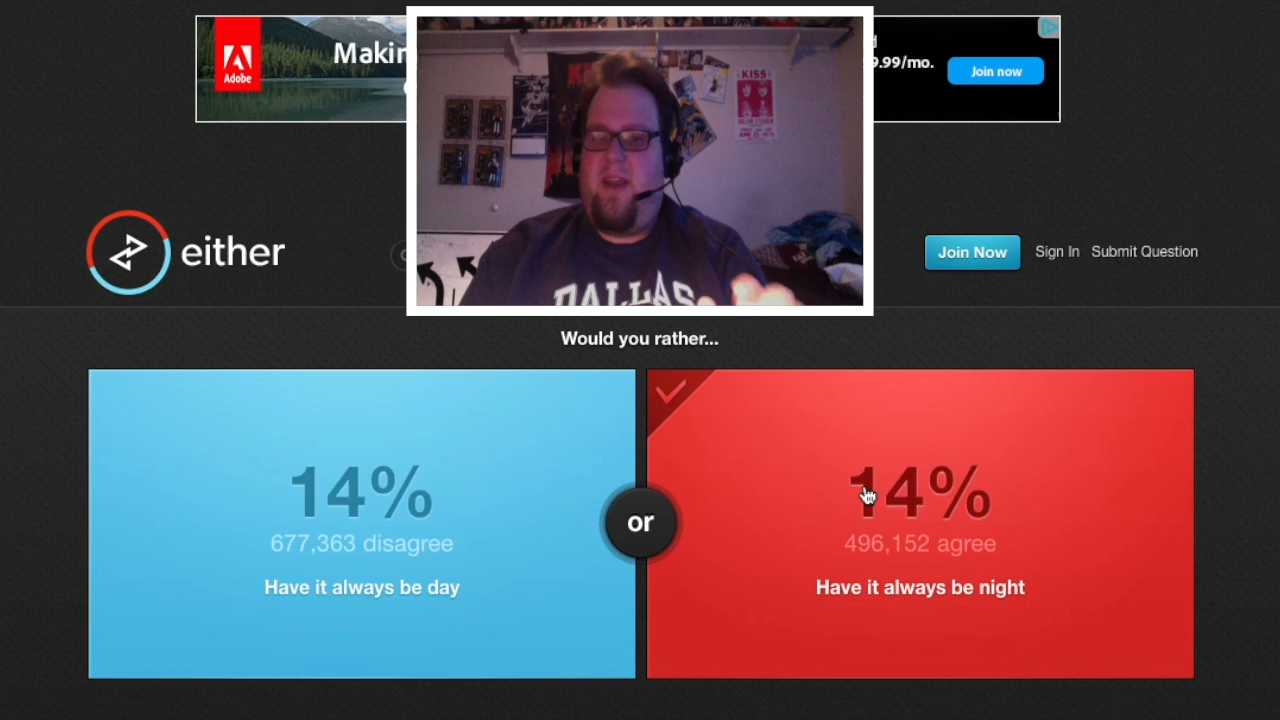 Adobe
Makin
9.99/mo.
Join now
KISS
DALLAS
either
Join Now
Sign In
Submit Question
Would you rather...
14%
677,363 disagree
Have it always be day
or
14%
496,152 agree
Have it always be night